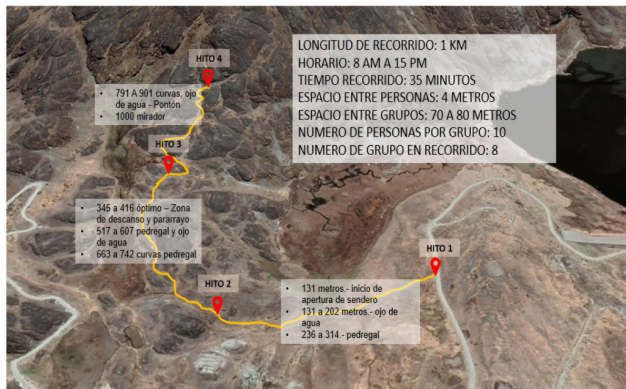 LONGITUD DE RECORRIDO: 1 KM
HORARIO: 8 AM A 15 PM
TIEMPO RECORRIDO: 35 MINUTOS
ESPACIO ENTRE PERSONAS: 4 METROS
ESPACIO ENTRE GRUPOS: 70 A 80 METROS
NÚMERO DE PERSONAS POR GRUPO: 10
NUMERO DE GRUPO EN RECORRIDO: 8
HITO 4
• 791 A 901 curvas, ojo
de agua - Pontón
• 1000 mirador
HITO 3
• 345 a 416 óptimo – Zona
de descanso y pararrayo
• 517 a 607 pedregal y ojo
de agua
• 663 a 742 curvas pedregal
HITO 2
HITO 1
• 131 metros.- inicio de
apertura de sendero
• 131 a 202 metros.- ojo de
agua
• 236 a 314.- pedregal